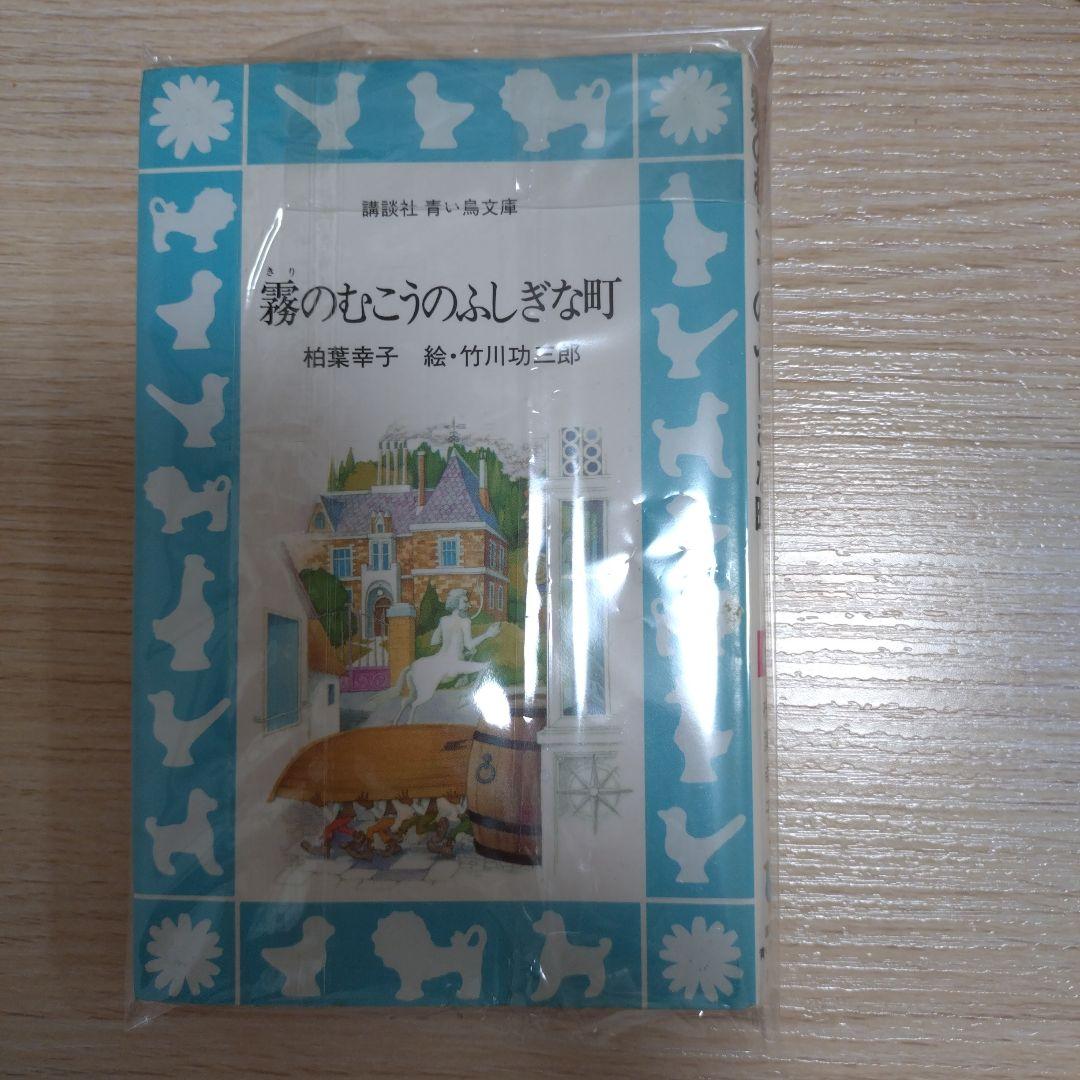 講談社 青い鳥文庫
きり
霧のむこうのふしぎな町
柏葉幸子 絵・竹川功三郎